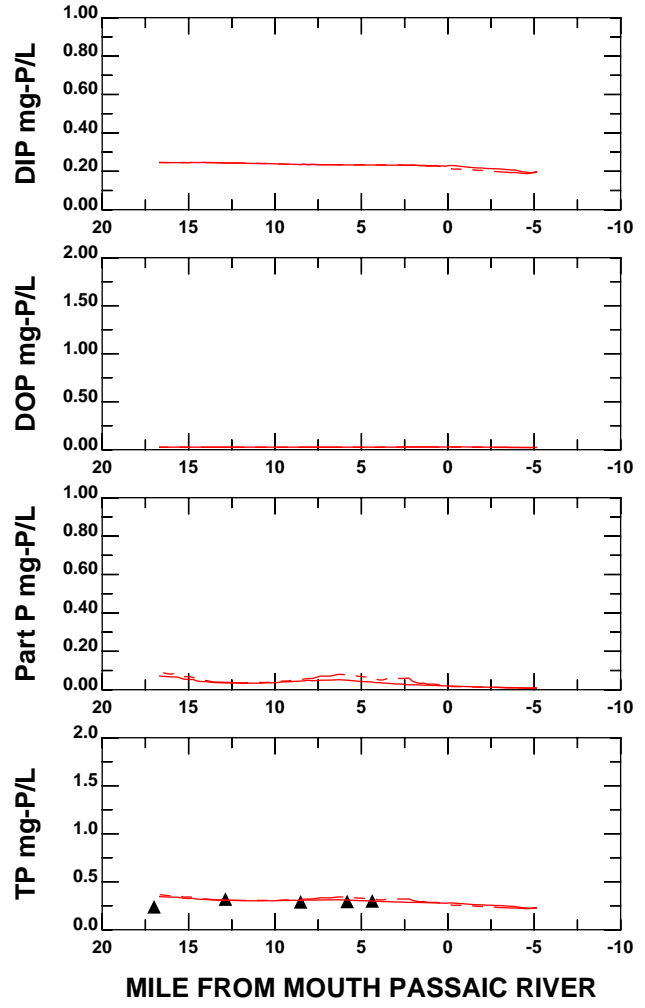 DIP mg-P/L
1.00
0.80
0.60
0.40
0.20
0.00
20 15 10 5 0 -5 -10
DOP mg-P/L
2.00
1.50
1.00
0.50
0.00
20 15 10 5 0 -5 -10
Part P mg-P/L
1.00
0.80
0.60
0.40
0.20
0.00
20 15 10 5 0 -5 -10
TP mg-P/L
2.0
1.5
1.0
0.5
0.0
20 15 10 5 0 -5 -10
MILE FROM MOUTH PASSAIC RIVER